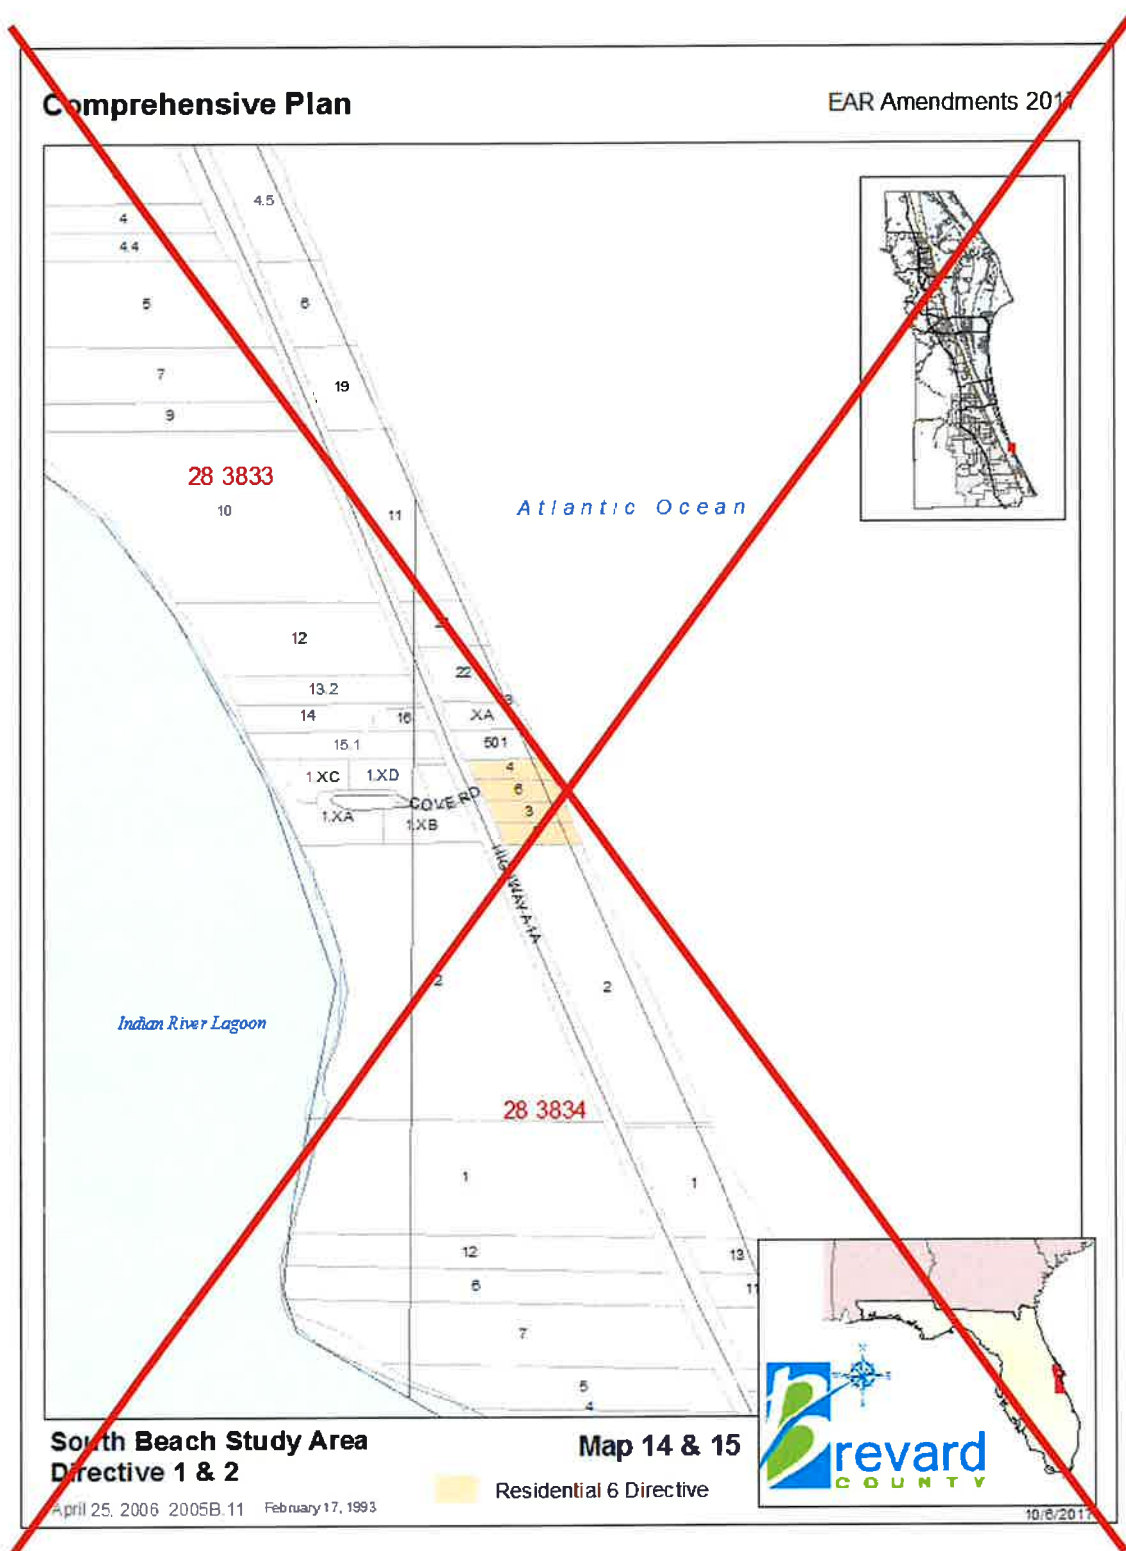 Comprehensive Plan
EAR Amendments 2017
4.5
4
4.4
5
6
7
19
9
28 3833
10
11
Atlantic Ocean
12
22
13.2
3
14
16
XA
15.1
501
4
1.XC
1.XD
6
COVE RD
3
1.XA
1.XB
HIGHWAY A1A
2
2
Indian River Lagoon
28 3834
1
1
12
13
6
11
7
5
4
South Beach Study Area
Directive 1 & 2
Map 14 & 15
Residential 6 Directive
April 25, 2006 2005B.11 February 17, 1993
Brevard
COUNTY
N
S
10/6/2017